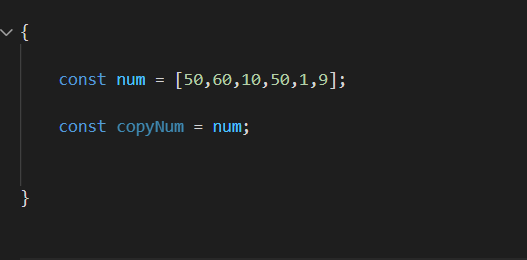 {
const num = [50,60,10,50,1,9];
const copyNum = num;
}